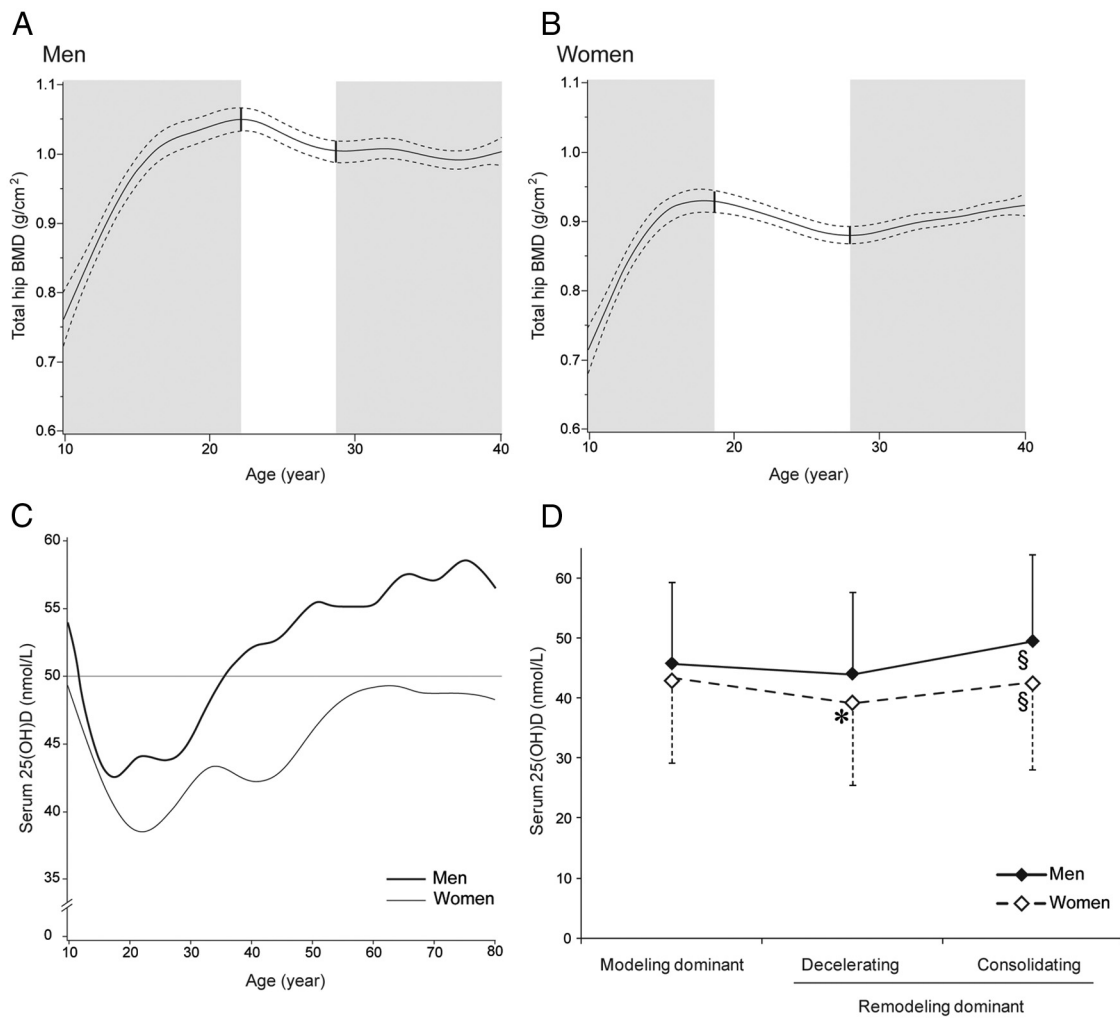 A
Men
1.1
1.0
0.9
0.8
0.7
0.6
Total hip BMD (g/cm2)
10 20 30 40
Age (year)
B
Women
1.1
1.0
0.9
0.8
0.7
0.6
Total hip BMD (g/cm2)
10 20 30 40
Age (year)
C
60
55
50
45
40
35
0
Serum 25(OH)D (nmol/L)
Men
Women
10 20 30 40 50 60 70 80
Age (year)
D
60
50
40
30
20
10
0
Serum 25(OH)D (nmol/L)
§
§
*
Men
Women
Modeling dominant Decelerating Consolidating
Remodeling dominant